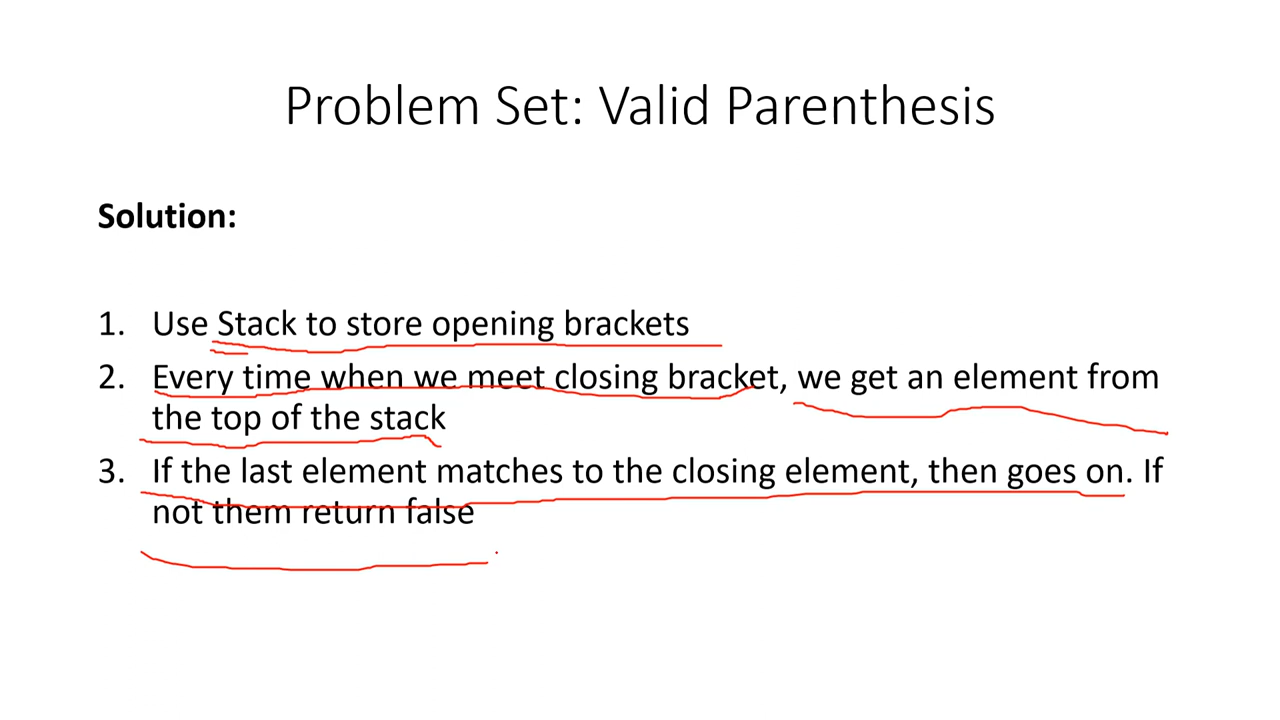 Problem Set: Valid Parenthesis
Solution:
1. Use Stack to store opening brackets
2. Every time when we meet closing bracket, we get an element from
the top of the stack
3. If the last element matches to the closing element, then goes on. If
not them return false